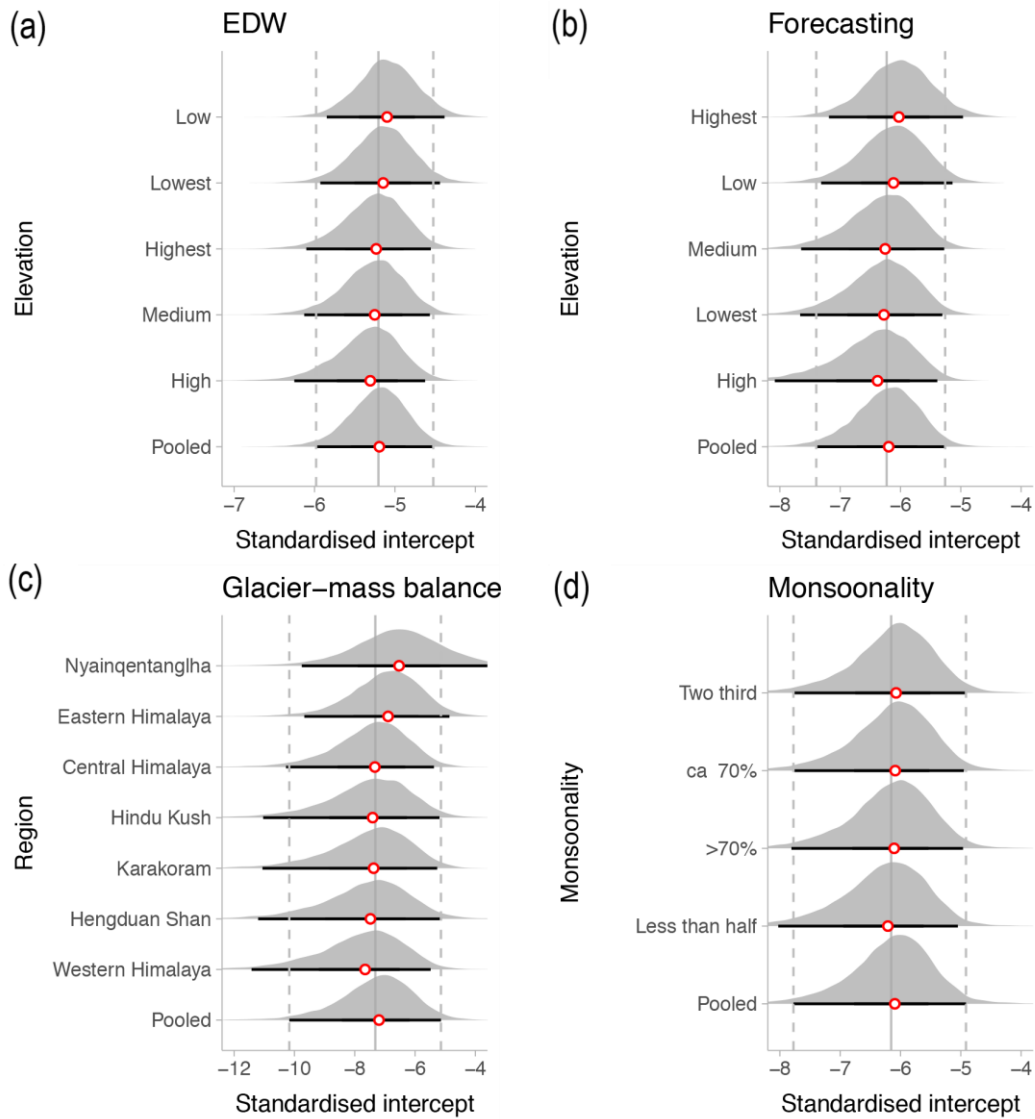 (a)
EDW
Low
Lowest
Highest
Medium
High
Pooled
Elevation
−7 −6 −5 −4
Standardised intercept
(b)
Forecasting
Highest
Low
Medium
Lowest
High
Pooled
Elevation
−8 −7 −6 −5 −4
Standardised intercept
(c)
Glacier−mass balance
Nyainqentanglha
Eastern Himalaya
Central Himalaya
Hindu Kush
Karakoram
Hengduan Shan
Western Himalaya
Pooled
Region
−12 −10 −8 −6 −4
Standardised intercept
(d)
Monsoonality
Two third
ca 70%
>70%
Less than half
Pooled
Monsoonality
−8 −7 −6 −5 −4
Standardised intercept